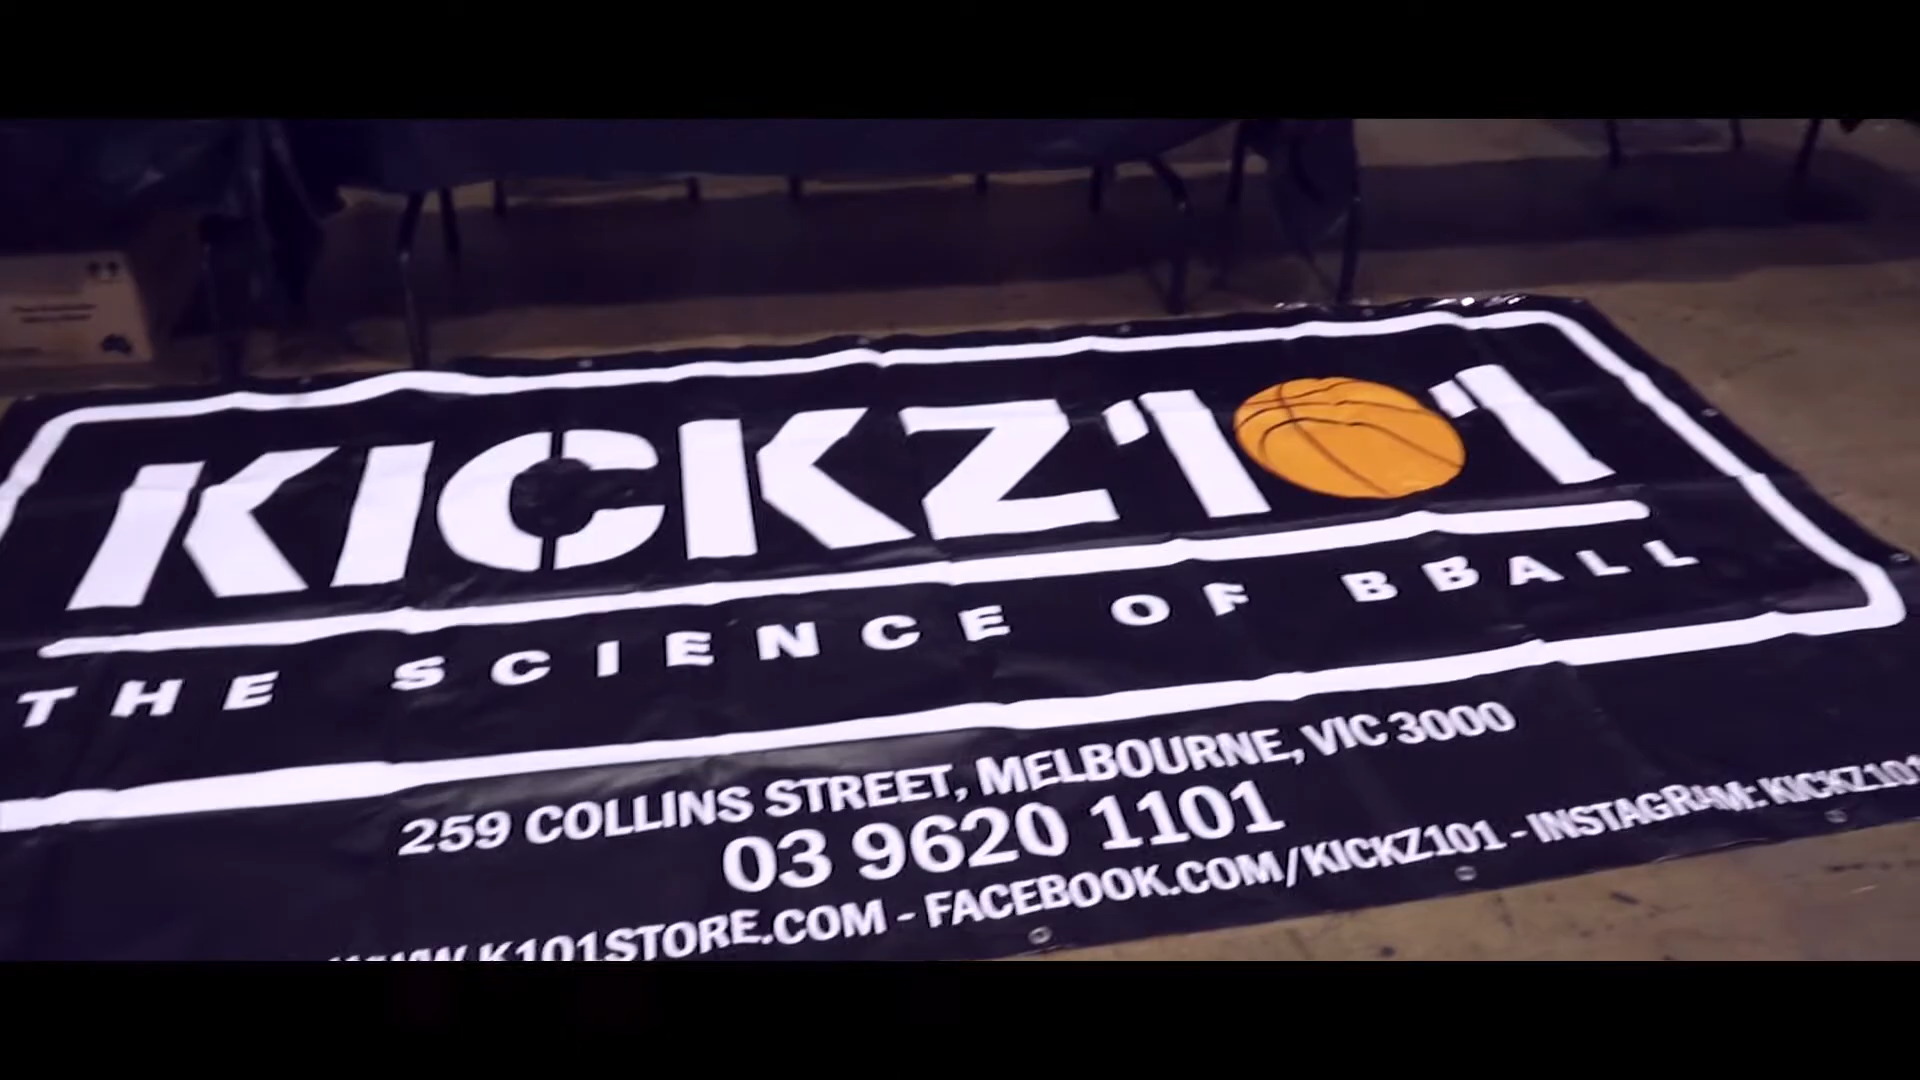 KICKZ101
THE SCIENCE OF BBALL
259 COLLINS STREET, MELBOURNE, VIC 3000
03 9620 1101
WWW.K101STORE.COM - FACEBOOK.COM/KICKZ101 - INSTAGRAM: KICKZ101